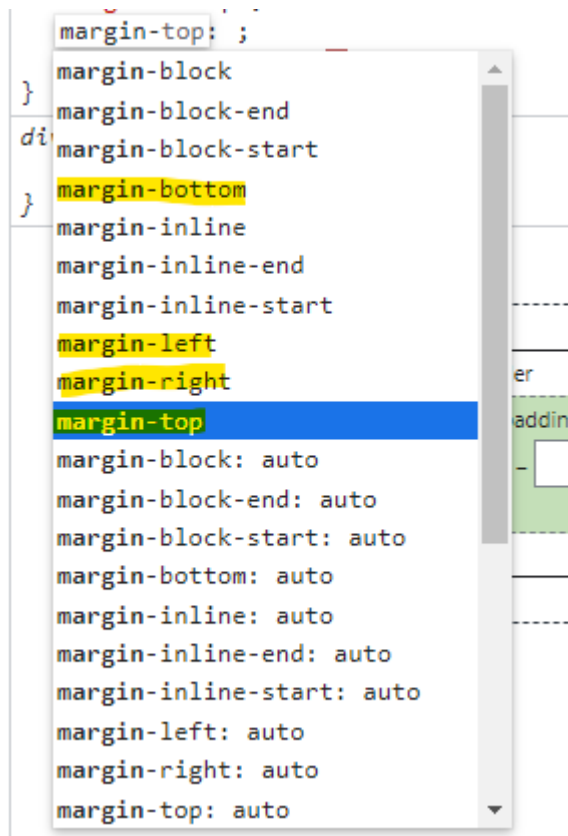 margin-top: ;
margin-block
}
margin-block-end
di
margin-block-start
margin-bottom
}
margin-inline
margin-inline-end
margin-inline-start
margin-left
margin-right
er
margin-top
addin
margin-block: auto
–
margin-block-end: auto
margin-block-start: auto
margin-bottom: auto
margin-inline: auto
margin-inline-end: auto
margin-inline-start: auto
margin-left: auto
margin-right: auto
margin-top: auto